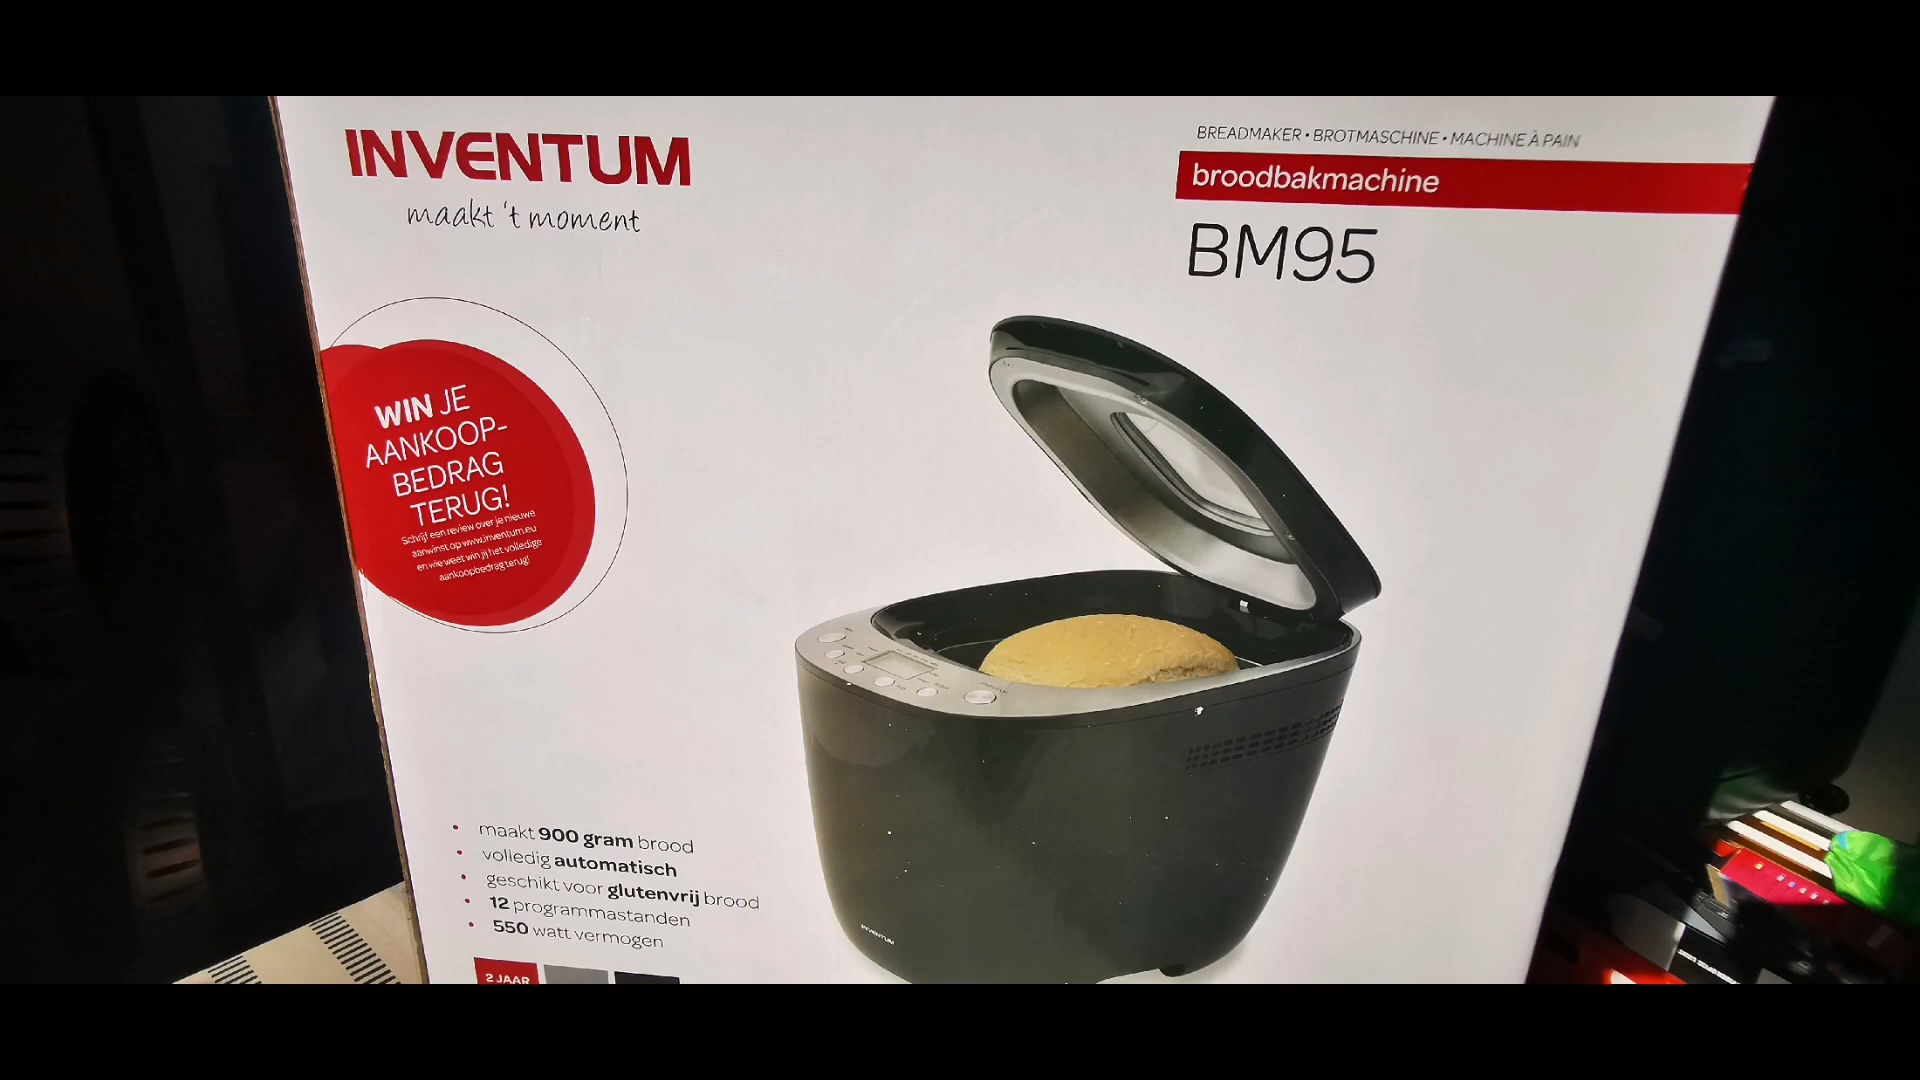 INVENTUM
maakt 't moment
BREADMAKER • BROTMASCHINE • MACHINE À PAIN
broodbakmachine
BM95
WIN JE
AANKOOP-
BEDRAG
TERUG!
Schrijf een review over je nieuwe
aanwinst op www.inventum.eu
en wie weet win jij het volledige
aankoopbedrag terug!
• maakt 900 gram brood
• volledig automatisch
• geschikt voor glutenvrij brood
• 12 programmastanden
• 550 watt vermogen
INVENTUM
2 JAAR